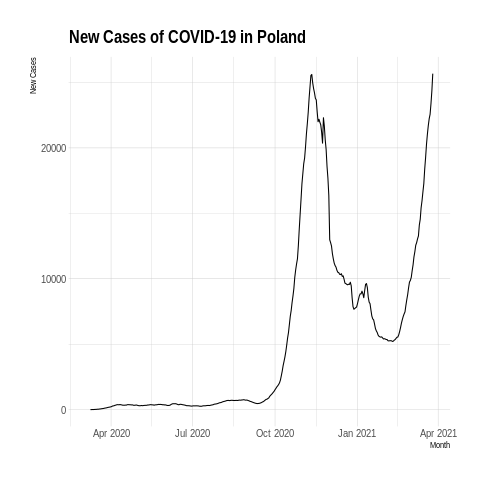 New Cases of COVID-19 in Poland
New Cases
20000
10000
0
Apr 2020
Jul 2020
Oct 2020
Jan 2021
Apr 2021
Month